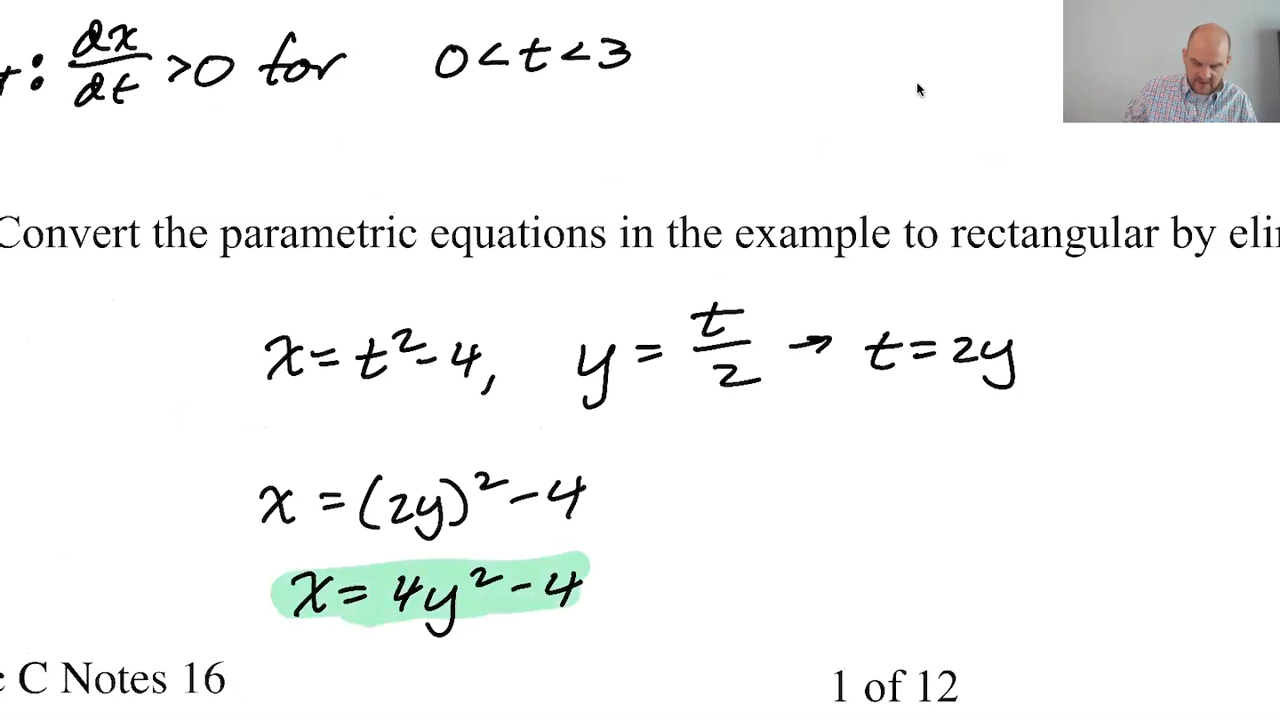 : dx/dt >0 for 0<t<3
Convert the parametric equations in the example to rectangular by
x = t²-4, y = t/2 → t = 2y
x = (2y)² - 4
x = 4y² - 4
C Notes 16
1 of 12